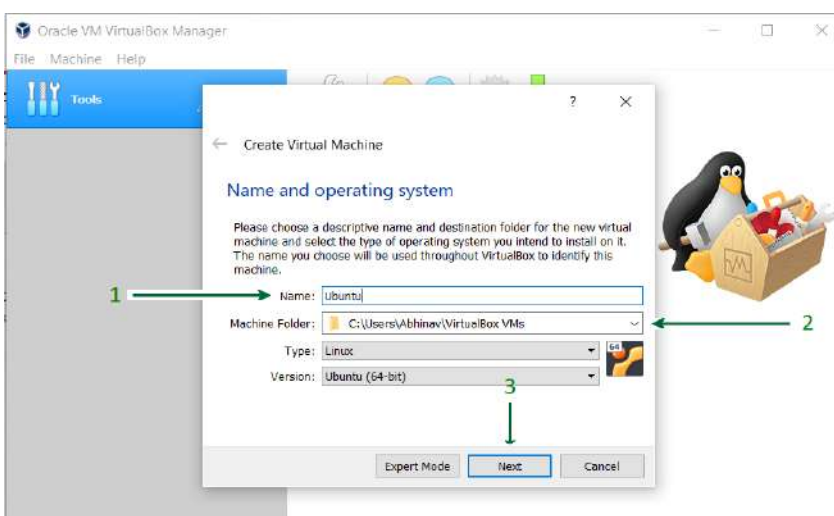 Oracle VM VirtualBox Manager
File Machine Help
Tools
?
Create Virtual Machine
Name and operating system
Please choose a descriptive name and destination folder for the new virtual
machine and select the type of operating system you intend to install on it.
The name you choose will be used throughout VirtualBox to identify this
machine.
1
Name: Ubuntu
Machine Folder: C:\Users\Abhinav\VirtualBox VMs
2
Type: Linux
64
Version: Ubuntu (64-bit)
3
Expert Mode Next Cancel